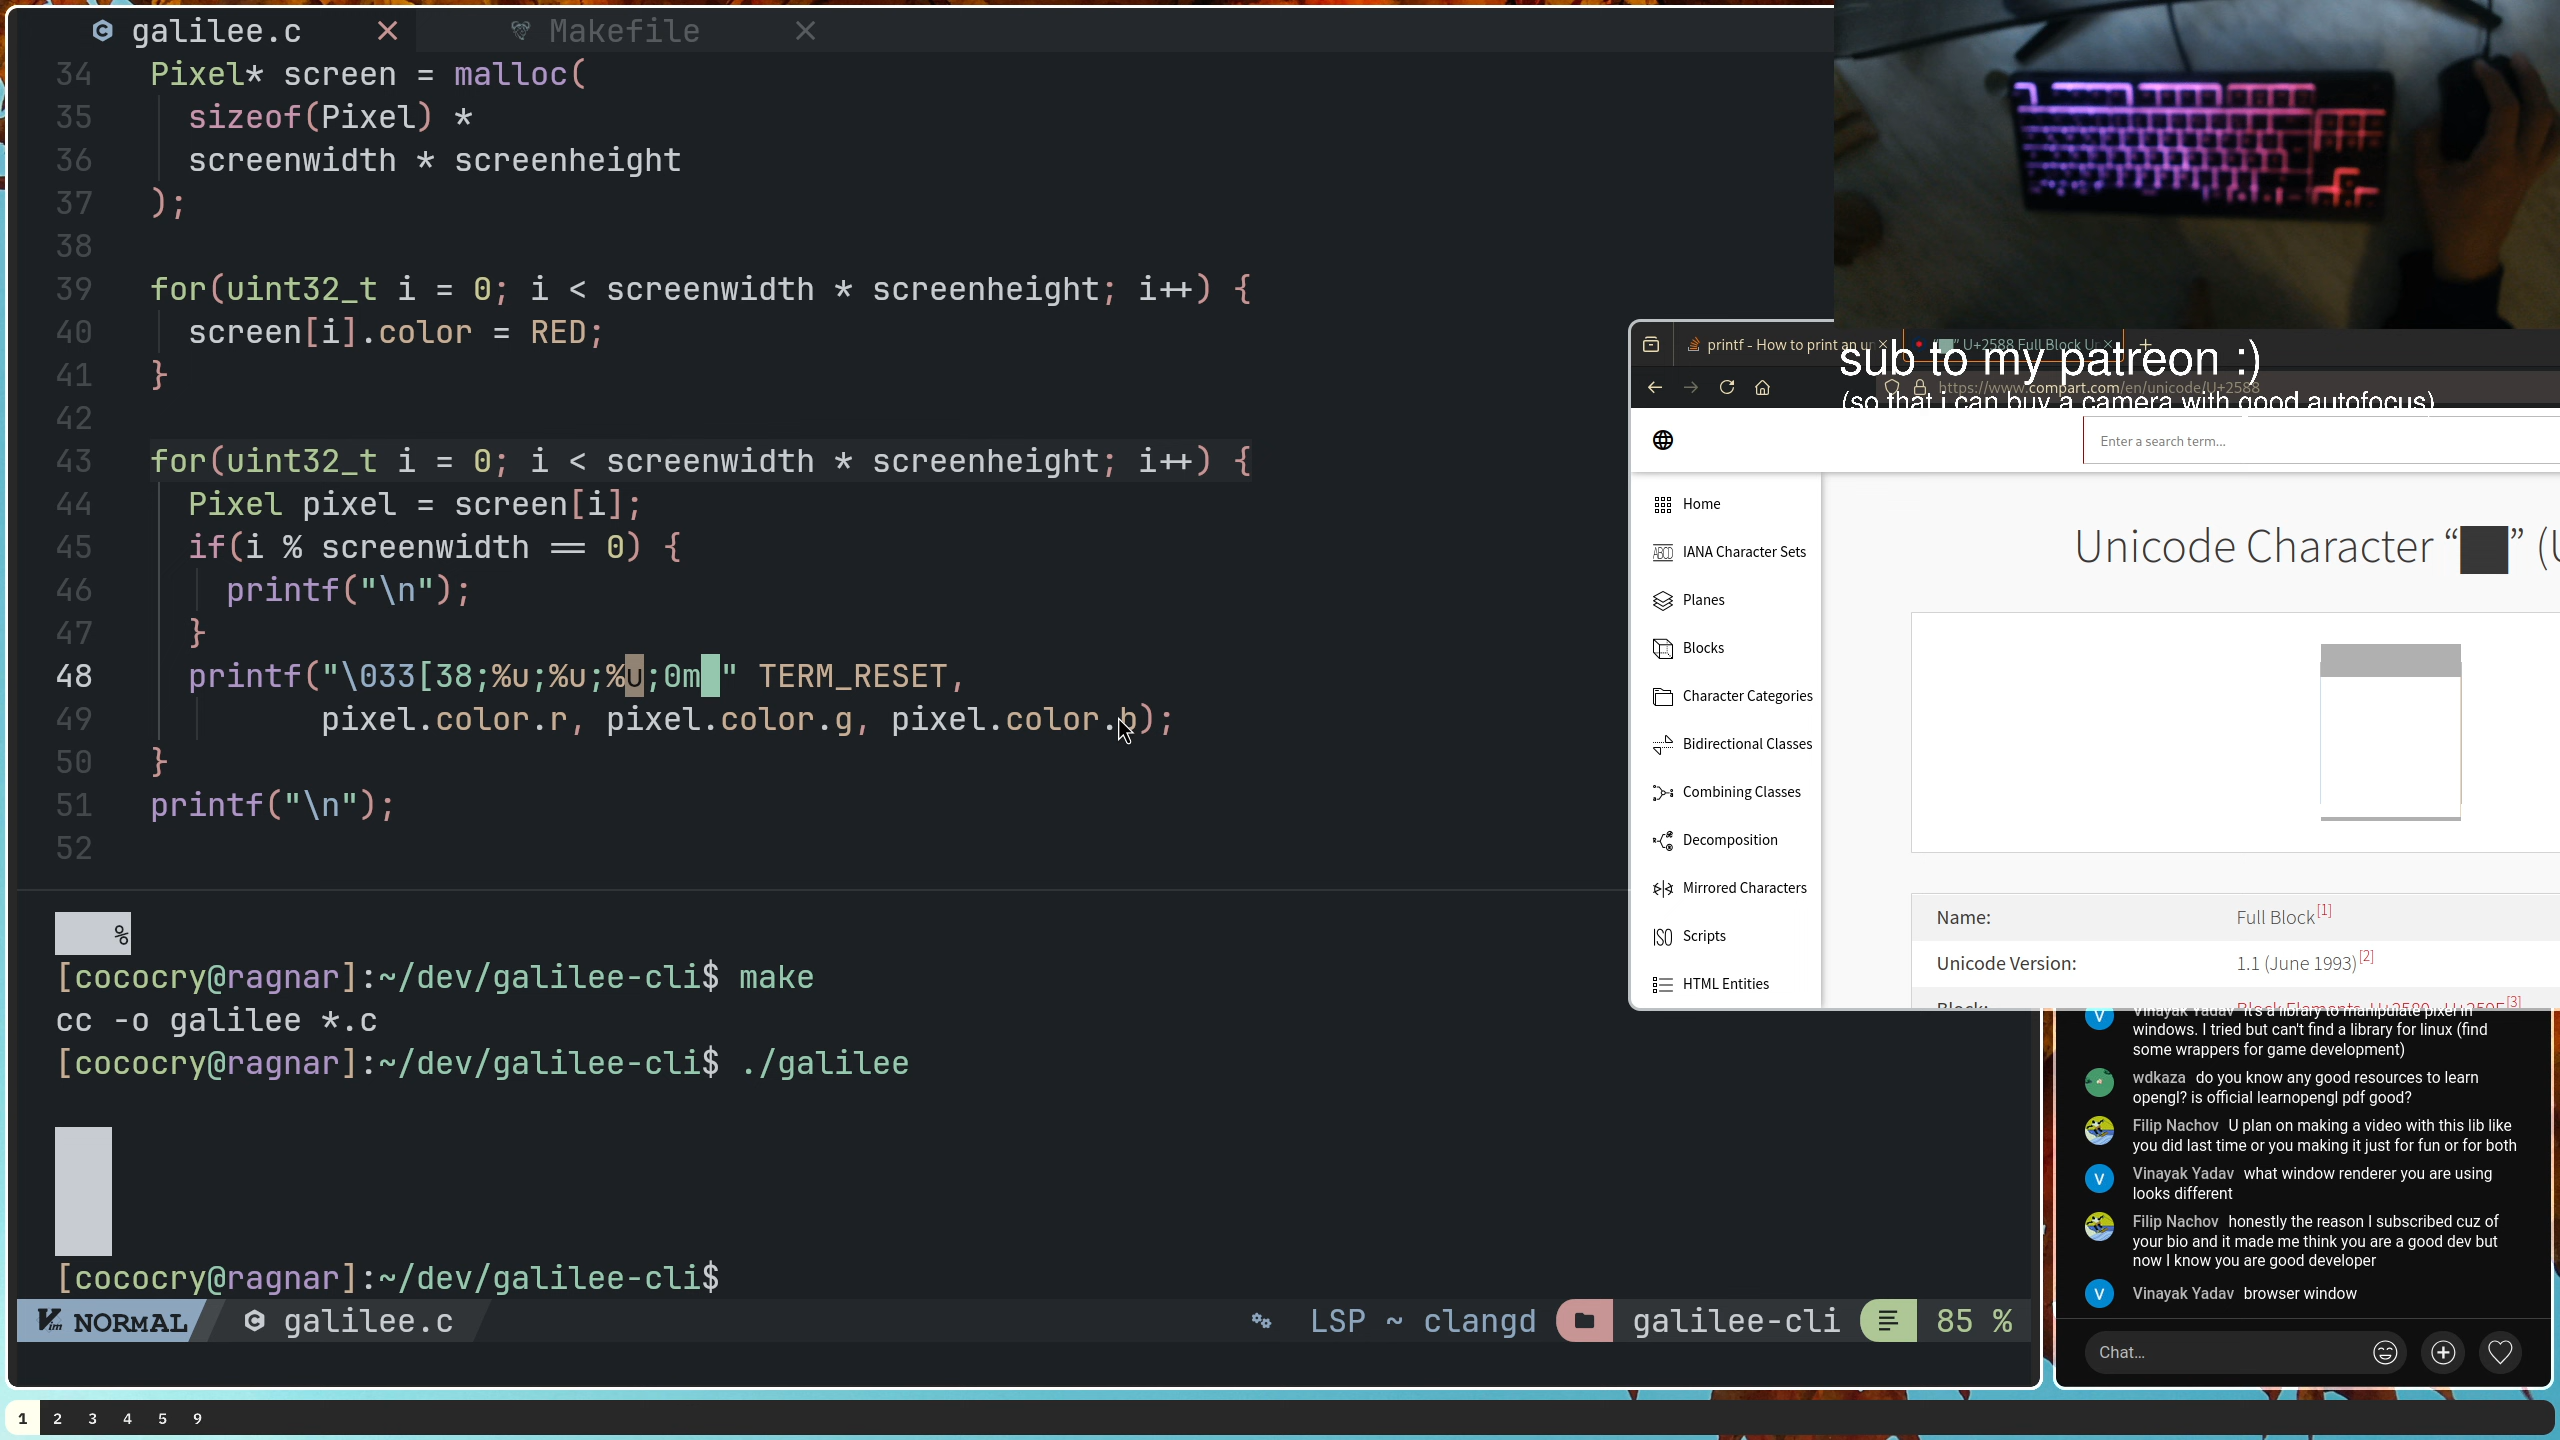 galilee.c
Makefile
34 Pixel* screen = malloc(
35 sizeof(Pixel) *
36 screenwidth * screenheight
37 );
38
39 for(uint32_t i = 0; i < screenwidth * screenheight; i++) {
40 screen[i].color = RED;
41 }
42
43 for(uint32_t i = 0; i < screenwidth * screenheight; i++) {
44 Pixel pixel = screen[i];
45 if(i % screenwidth == 0) {
46 printf("\n");
47 }
48 printf("\033[38;%u;%u;%u;0m█" TERM_RESET,
49 pixel.color.r, pixel.color.g, pixel.color.b);
50 }
51 printf("\n");
52
%
[cococry@ragnar]:~/dev/galilee-cli$ make
cc -o galilee *.c
[cococry@ragnar]:~/dev/galilee-cli$ ./galilee
[cococry@ragnar]:~/dev/galilee-cli$
NORMAL galilee.c LSP ~ clangd galilee-cli 85 %
1 2 3 4 5 9
printf - How to print an
U+2588 Full Block
sub to my patreon :)
https://www.compart.com/en/unicode/U+2588
(so that i can buy a camera with good autofocus)
Enter a search term...
Home
IANA Character Sets
Planes
Blocks
Character Categories
Bidirectional Classes
Combining Classes
Decomposition
Mirrored Characters
Scripts
HTML Entities
Unicode Character “█” (
Name: Full Block[1]
Unicode Version: 1.1 (June 1993)[2]
Block: Block Elements, [3]
Vinayak Yadav it's a library to manipulate pixel in
windows. I tried but can't find a library for linux (find
some wrappers for game development)
wdkaza do you know any good resources to learn
opengl? is official learnopengl pdf good?
Filip Nachov U plan on making a video with this lib like
you did last time or you making it just for fun or for both
Vinayak Yadav what window renderer you are using
looks different
Filip Nachov honestly the reason I subscribed cuz of
your bio and it made me think you are a good dev but
now I know you are good developer
Vinayak Yadav browser window
Chat...